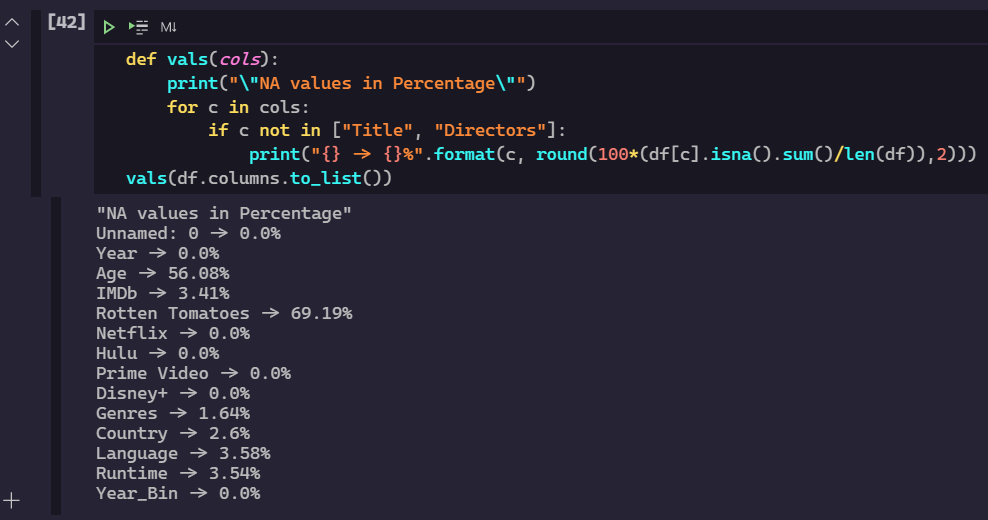 [42] M↓
def vals(cols):
    print("\"NA values in Percentage\"")
    for c in cols:
        if c not in ["Title", "Directors"]:
            print("{} -> {}%".format(c, round(100*(df[c].isna().sum()/len(df)),2)))
vals(df.columns.to_list())
"NA values in Percentage"
Unnamed: 0 -> 0.0%
Year -> 0.0%
Age -> 56.08%
IMDb -> 3.41%
Rotten Tomatoes -> 69.19%
Netflix -> 0.0%
Hulu -> 0.0%
Prime Video -> 0.0%
Disney+ -> 0.0%
Genres -> 1.64%
Country -> 2.6%
Language -> 3.58%
Runtime -> 3.54%
Year_Bin -> 0.0%